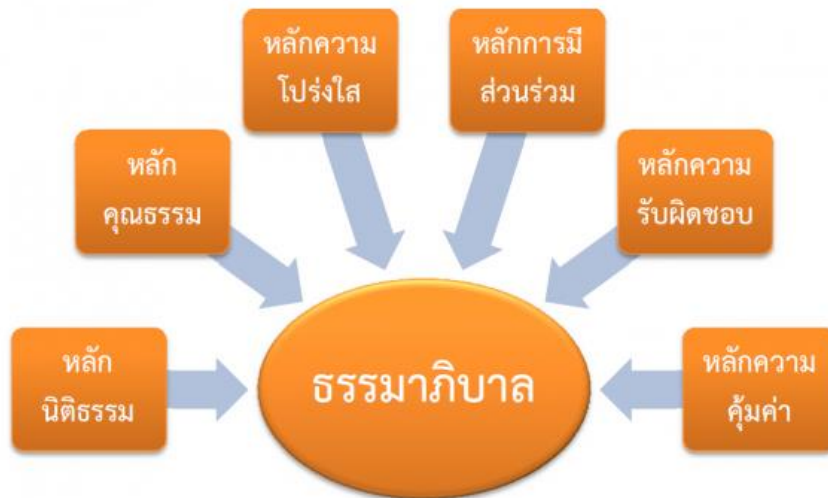 หลักความ
โปร่งใส
หลักการมี
ส่วนร่วม
หลัก
คุณธรรม
หลักความ
รับผิดชอบ
หลัก
นิติธรรม
ธรรมาภิบาล
หลักความ
คุ้มค่า